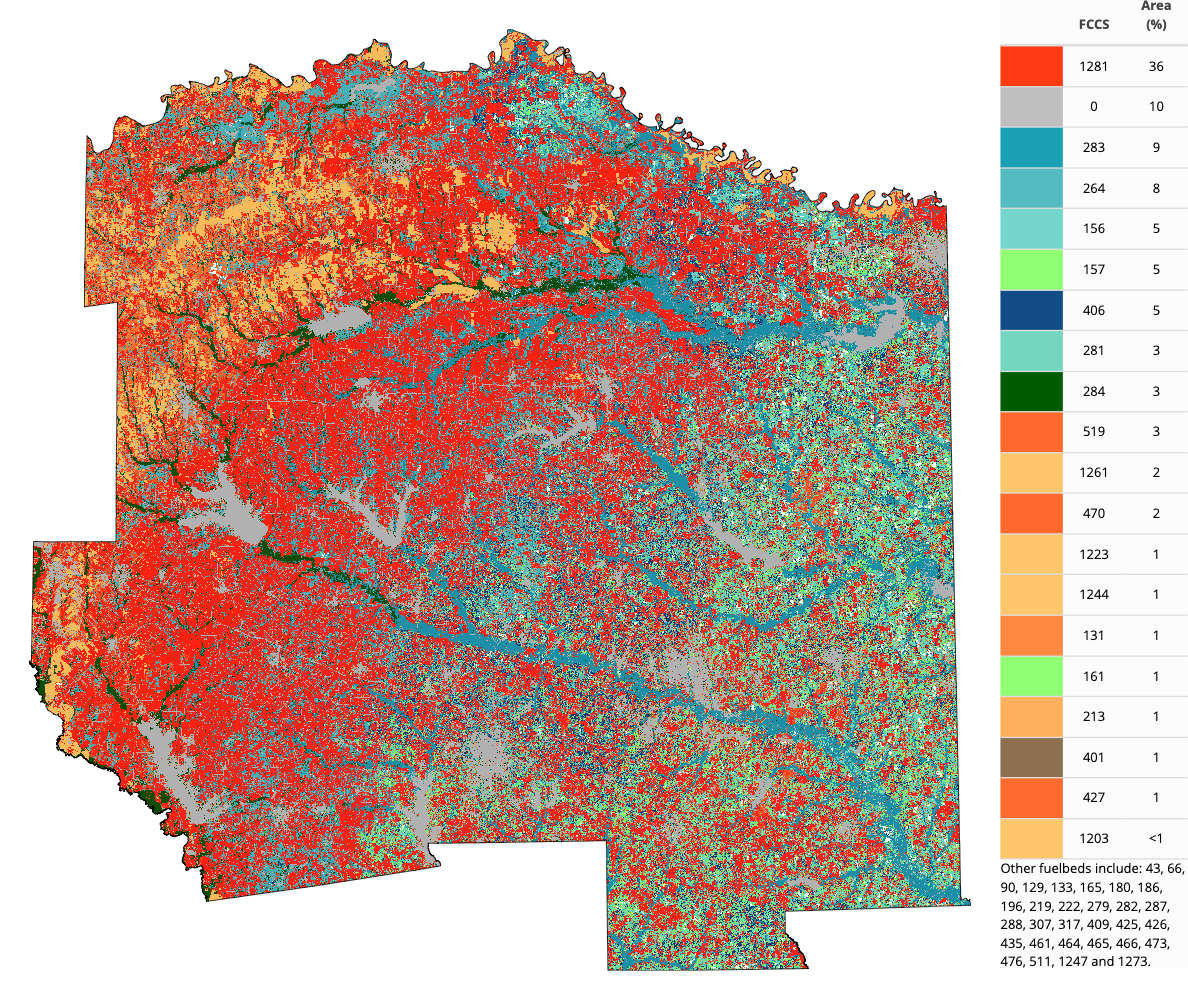 Area
FCCS (%)
1281 36
0 10
283 9
264 8
156 5
157 5
406 5
281 3
284 3
519 3
1261 2
470 2
1223 1
1244 1
131 1
161 1
213 1
401 1
427 1
1203 <1
Other fuelbeds include: 43, 66,
90, 129, 133, 165, 180, 186,
196, 219, 222, 279, 282, 287,
288, 307, 317, 409, 425, 426,
435, 461, 464, 465, 466, 473,
476, 511, 1247 and 1273.